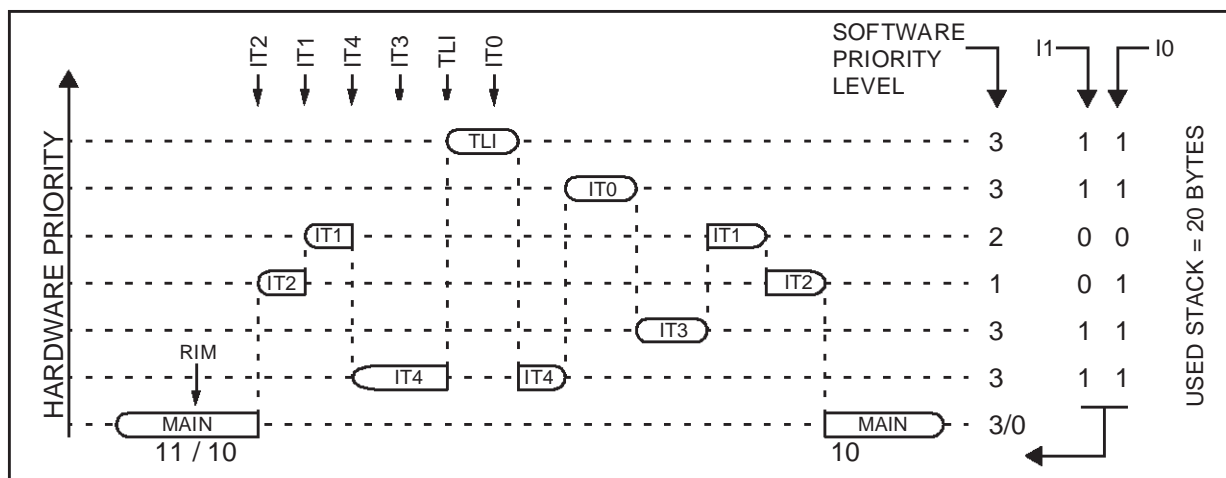 IT2
IT1
IT4
IT3
TLI
IT0
SOFTWARE
PRIORITY
LEVEL
I1
I0
HARDWARE PRIORITY
TLI
3
1 1
IT0
3
1 1
IT1
IT1
2
0 0
IT2
IT2
1
0 1
IT3
3
1 1
RIM
IT4
IT4
3
1 1
MAIN
MAIN
3/0
11 / 10
10
USED STACK = 20 BYTES